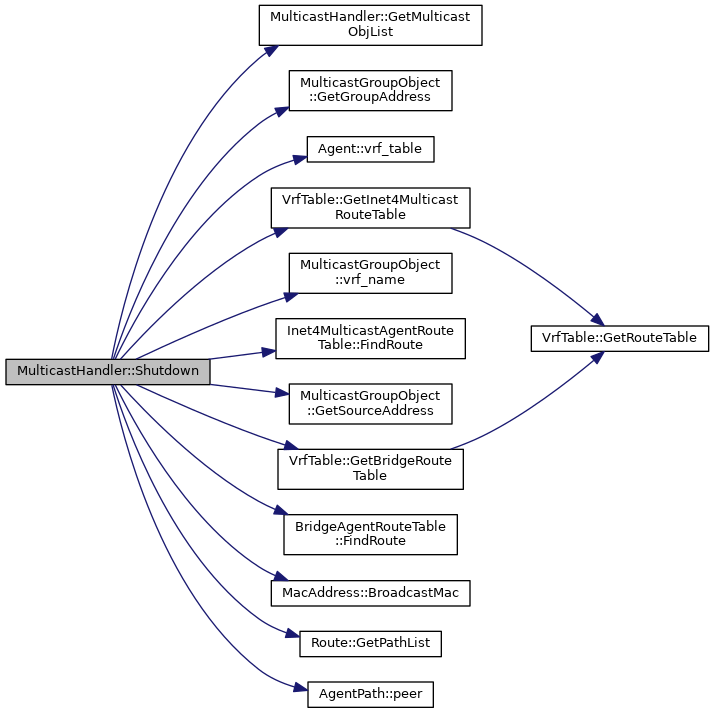 MulticastHandler::GetMulticast
ObjList
MulticastGroupObject
::GetGroupAddress
Agent::vrf_table
VrfTable::GetInet4Multicast
RouteTable
MulticastGroupObject
::vrf_name
Inet4MulticastAgentRoute
Table::FindRoute
VrfTable::GetRouteTable
MulticastHandler::Shutdown
MulticastGroupObject
::GetSourceAddress
VrfTable::GetBridgeRoute
Table
BridgeAgentRouteTable
::FindRoute
MacAddress::BroadcastMac
Route::GetPathList
AgentPath::peer